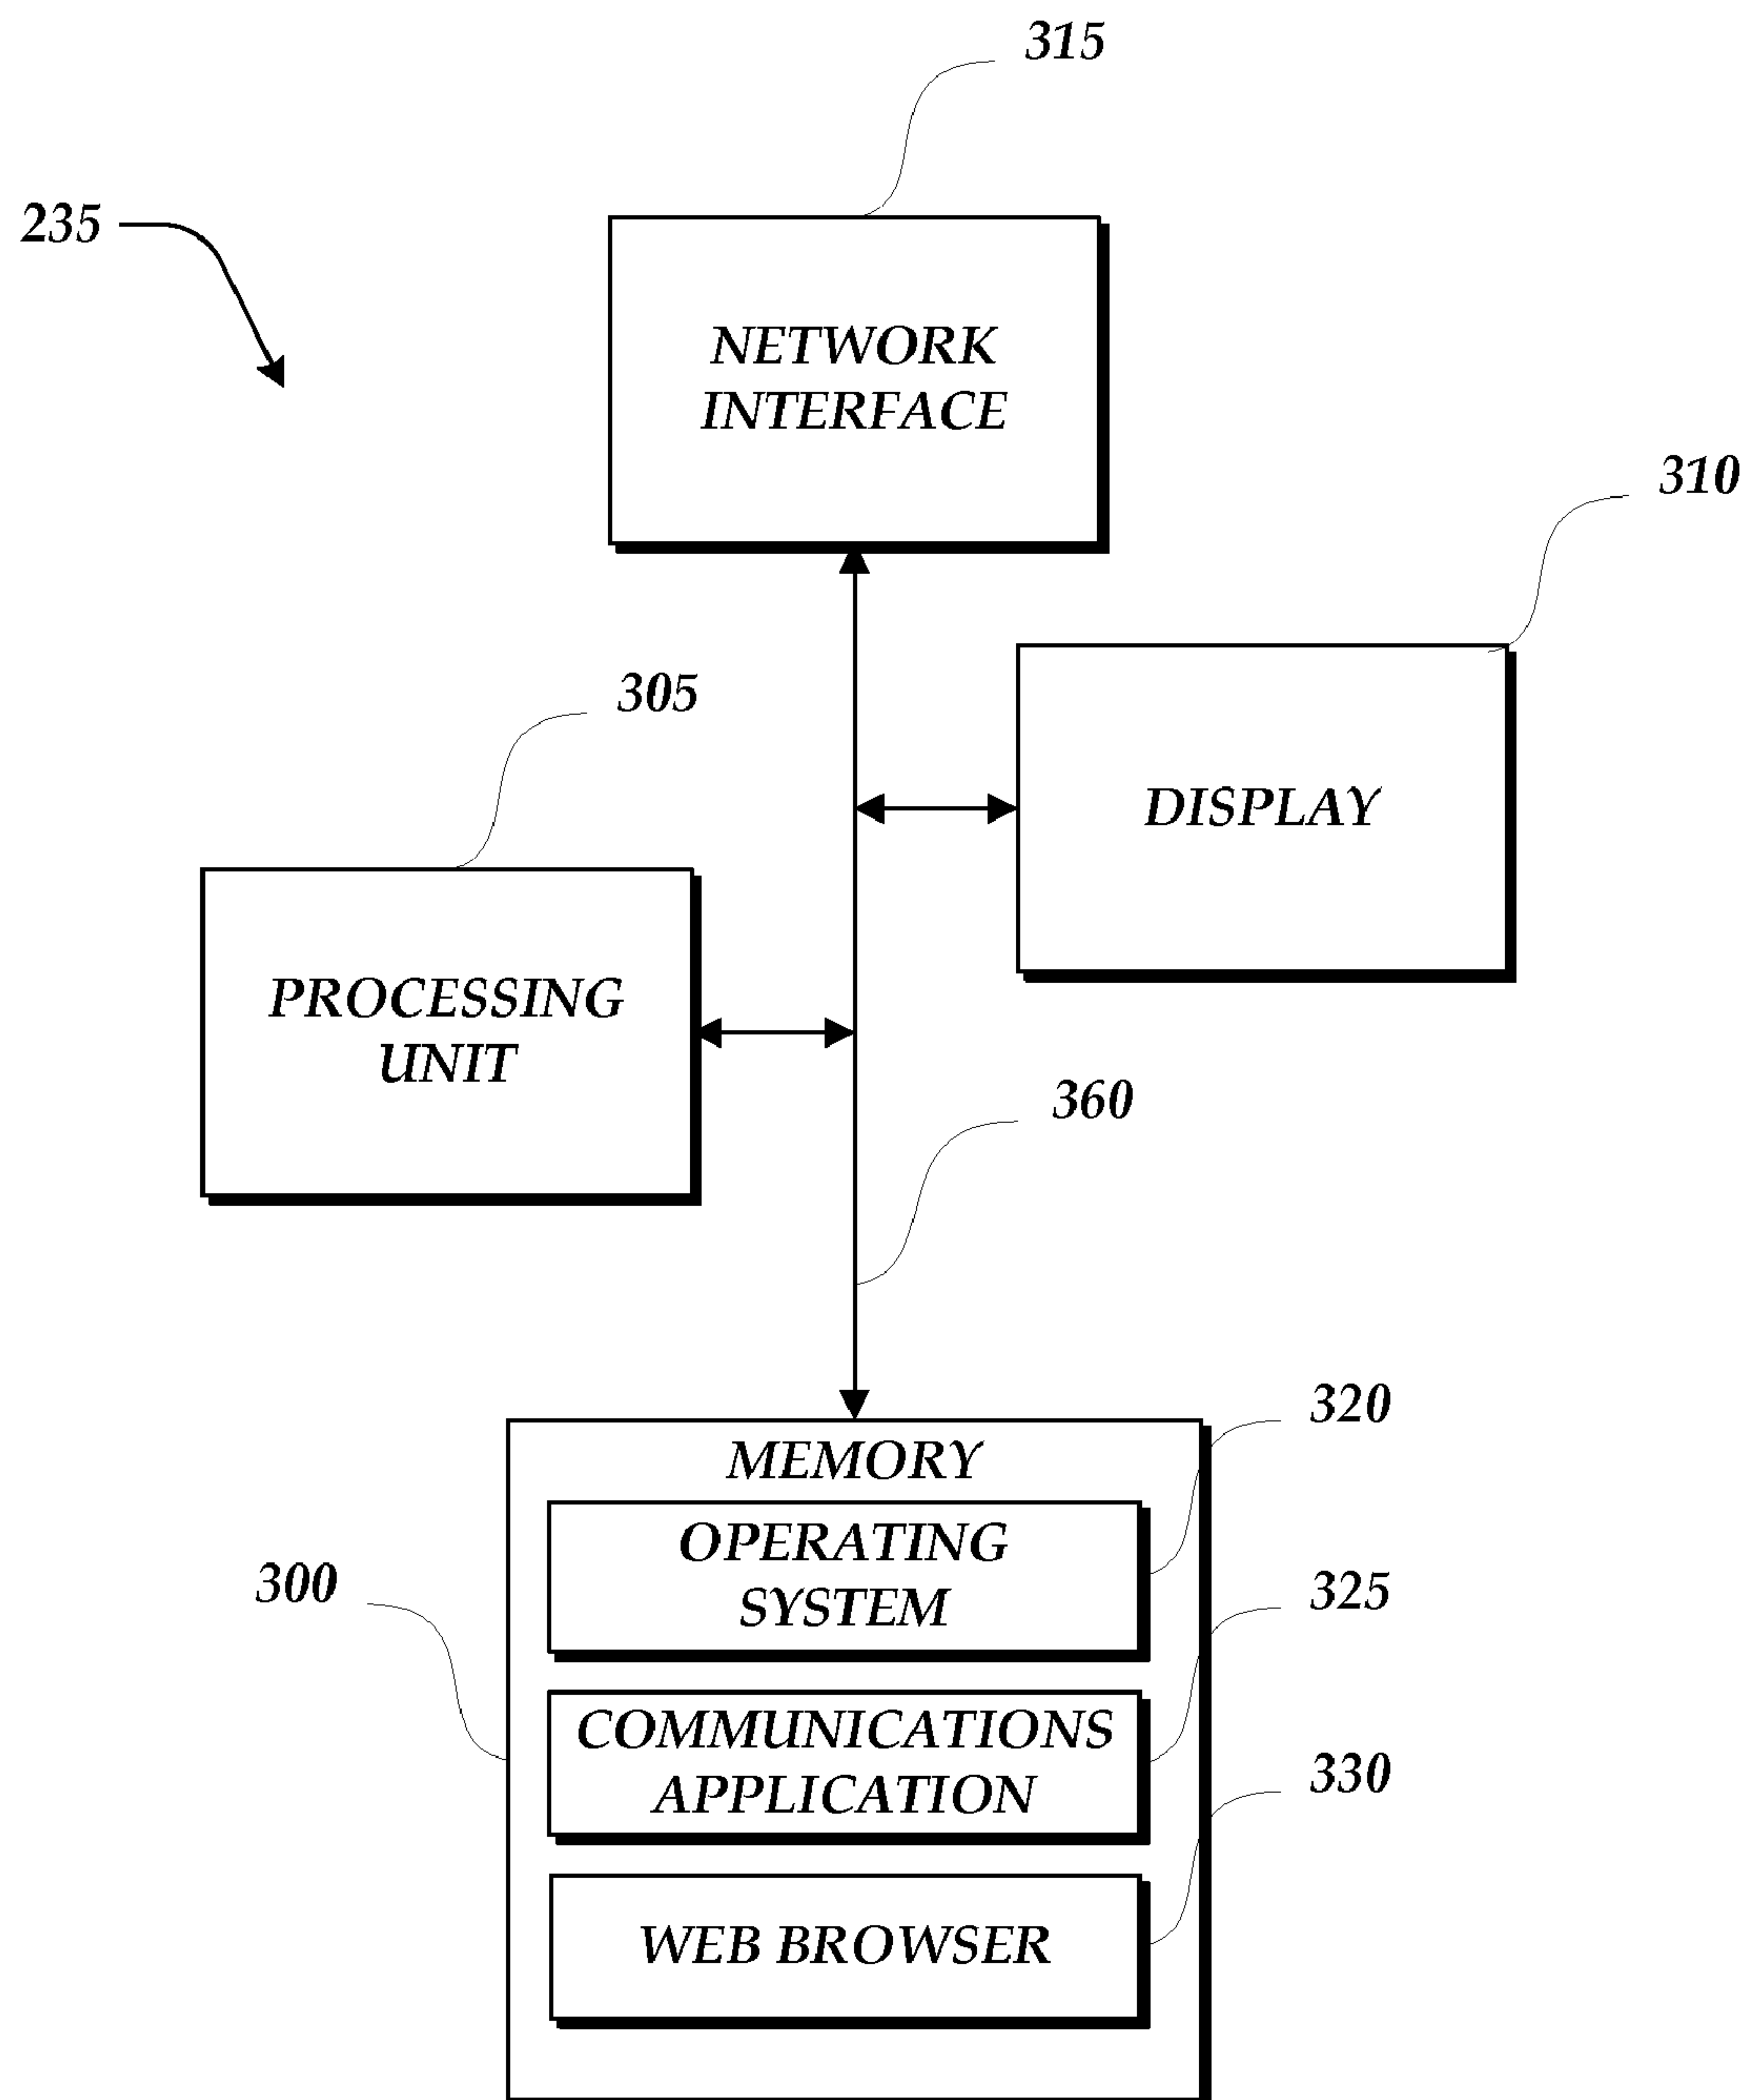 315
235
NETWORK
INTERFACE
310
305
DISPLAY
PROCESSING
UNIT
360
MEMORY
320
OPERATING
SYSTEM
300
325
COMMUNICATIONS
APPLICATION
330
WEB BROWSER